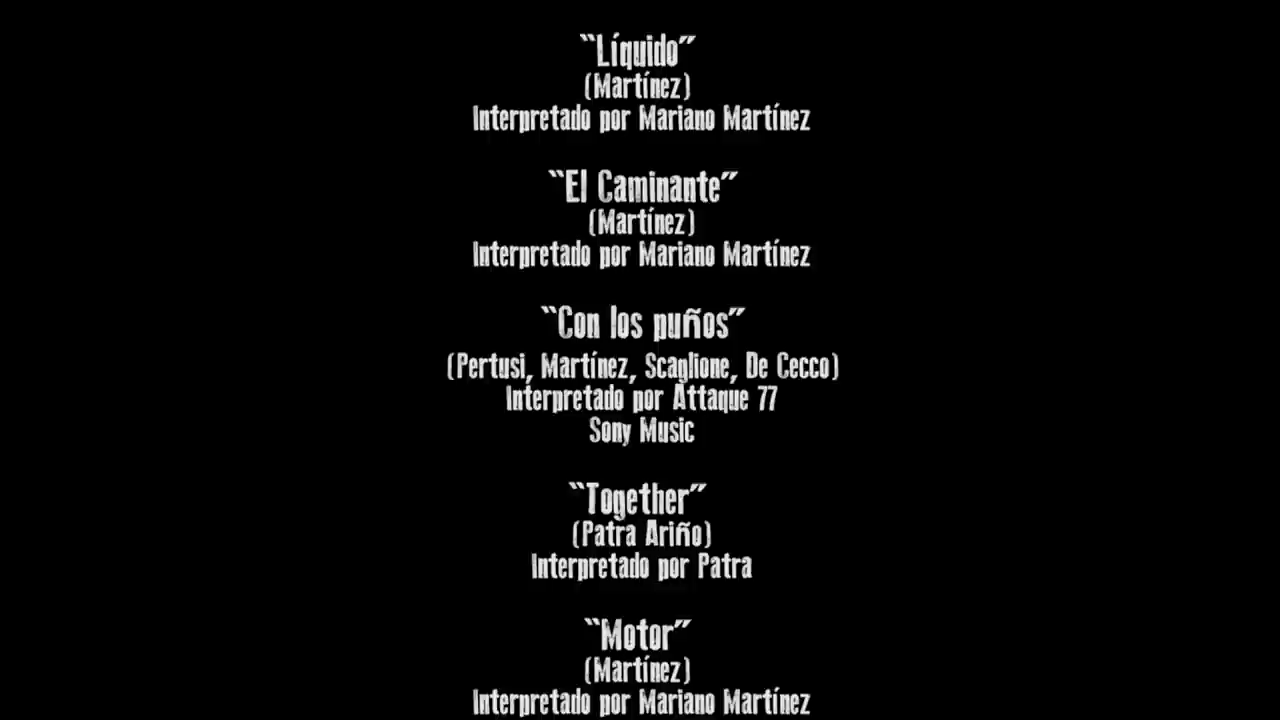 “Líquido”
(Martínez)
Interpretado por Mariano Martínez
“El Caminante”
(Martínez)
Interpretado por Mariano Martínez
“Con los puños”
(Pertusi, Martínez, Scaglione, De Cecco)
Interpretado por Attaque 77
Sony Music
“Together”
(Patra Ariño)
Interpretado por Patra
“Motor”
(Martínez)
Interpretado por Mariano Martínez